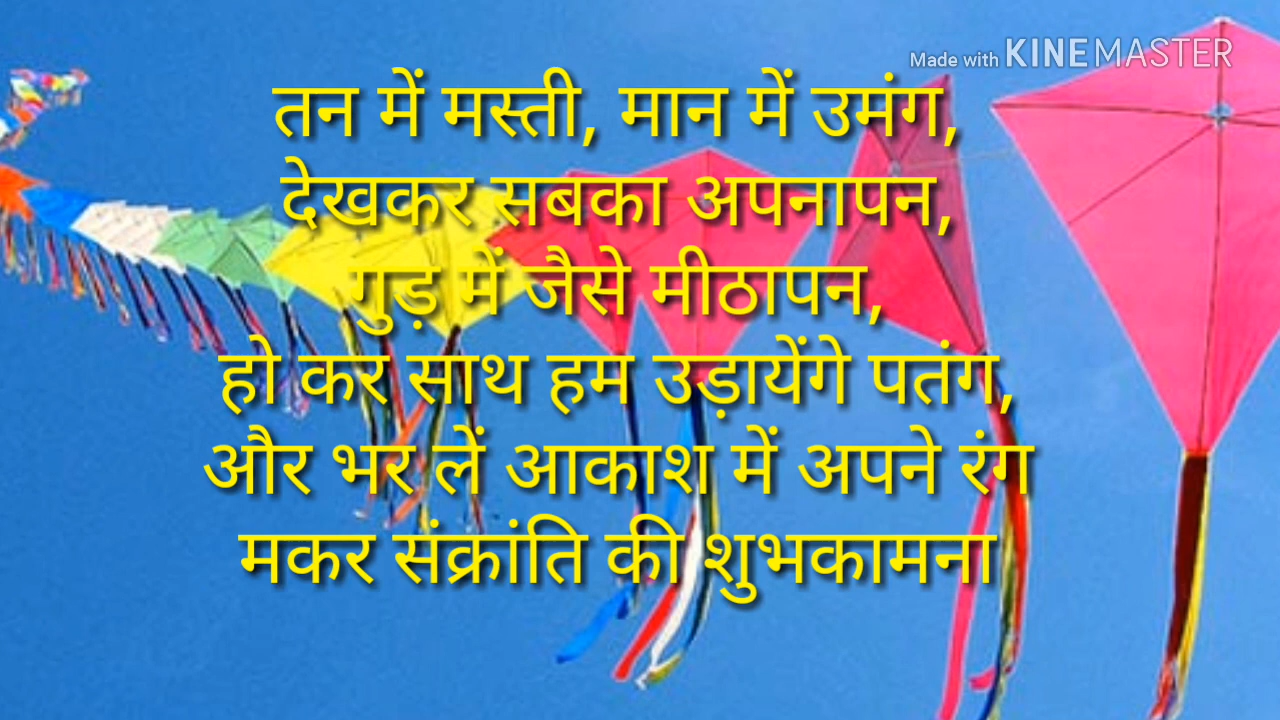 Made with KINEMASTER
तन में मस्ती, मान में उमंग,
देखकर सबका अपनापन,
गुड़ में जैसे मीठापन,
हो कर साथ हम उड़ायेंगे पतंग,
और भर लें आकाश में अपने रंग
मकर संक्रांति की शुभकामना